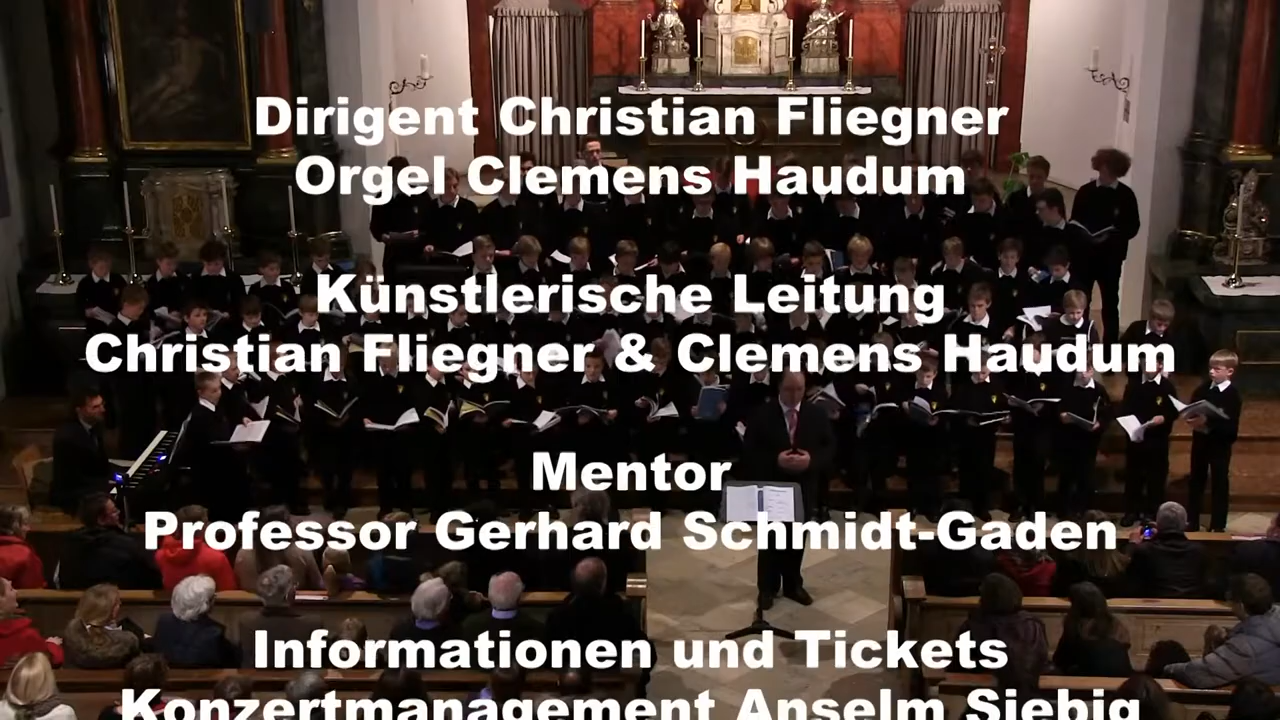 Dirigent Christian Fliegner
Orgel Clemens Haudum
Künstlerische Leitung
Christian Fliegner & Clemens Haudum
Mentor
Professor Gerhard Schmidt-Gaden
Informationen und Tickets
Konzertmanagement Anselm Siebig